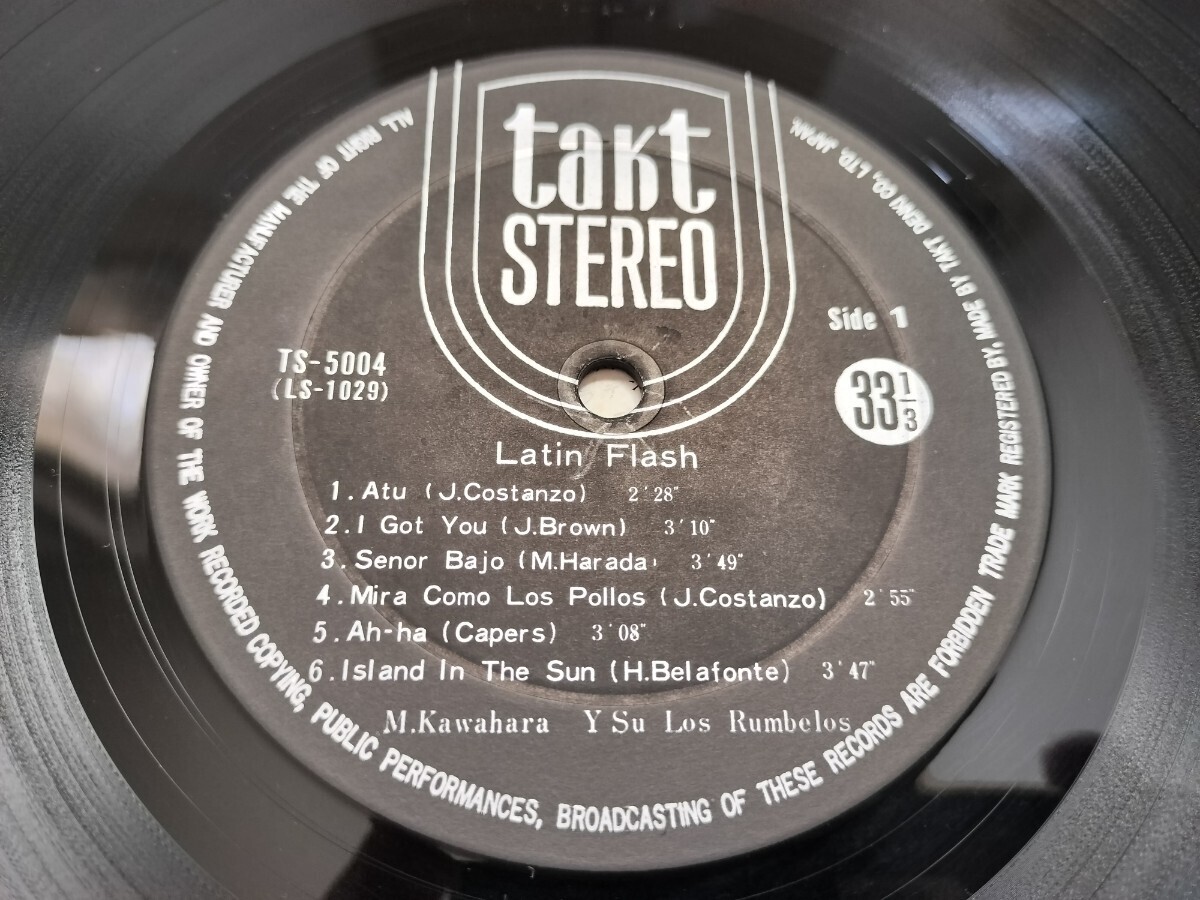 takt
STEREO
Side 1
TS-5004
(LS-1029)
33 1/3
Latin Flash
1. Atu (J.Costanzo) 2'28"
2. I Got You (J.Brown) 3'10"
3. Senor Bajo (M.Harada) 3'49"
4. Mira Como Los Pollos (J.Costanzo) 2'55"
5. Ah-ha (Capers) 3'08"
6. Island In The Sun (H.Belafonte) 3'47"
M.Kawahara Y Su Los Rumbelos
ALL RIGHT OF THE MANUFACTURER AND OWNER OF THE WORK RECORDED COPYING, PUBLIC PERFORMANCES, BROADCASTING OF THESE RECORDS ARE FORBIDDEN TRADE MARK REGISTERED BY, MADE BY TAKT DENKI CO., LTD. JAPAN.